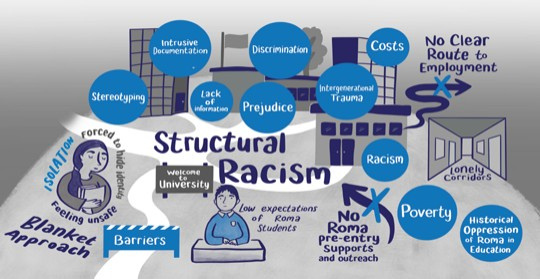 Intrusive
Documentation
Discrimination
Costs
No Clear
Route to
Employment
Stereotyping
Lack
of
information
Prejudice
Intergenerational
Trauma
Structural
Racism
ISOLATION
Forced to hide identity
Feeling unsafe
Blanket
Approach
Welcome
to
University
Racism
Lonely
Corridors
Low expectations
of Roma
Students
Barriers
No
Roma
pre-entry
Supports
and outreach
Poverty
Historical
Oppression
of Roma in
Education